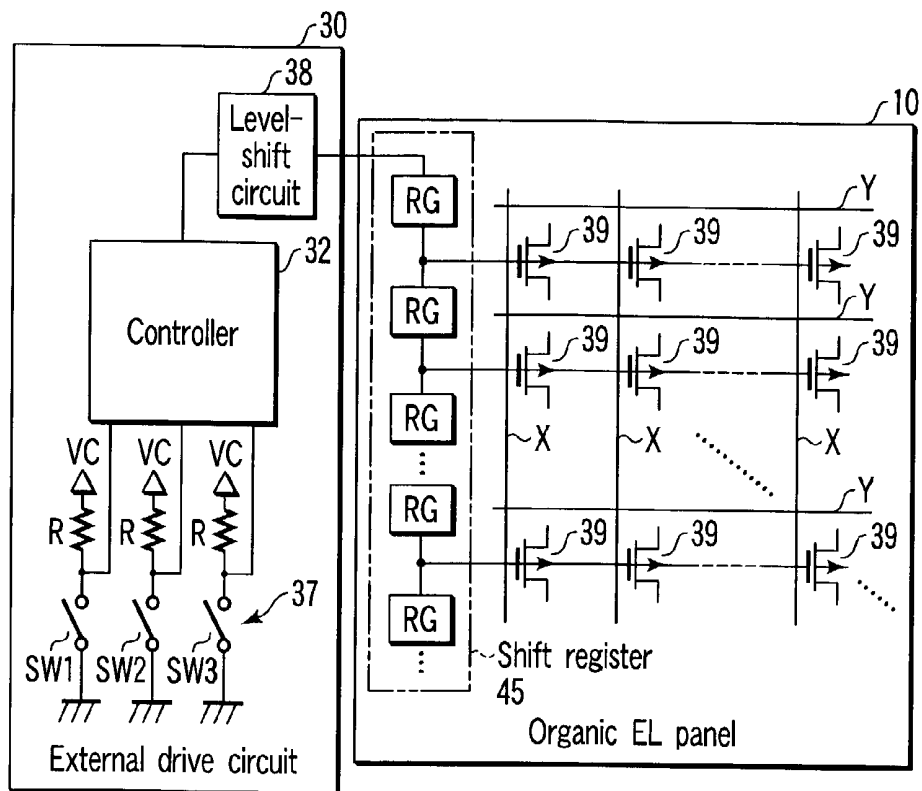 30
38
Level-
shift
circuit
10
RG
Y
39 39 39
32
Controller
RG
Y
39 39 39
RG
X X X
VC VC VC
R R R
RG
Y
39 39 39
37
RG
SW1 SW2 SW3
Shift register
45
External drive circuit
Organic EL panel